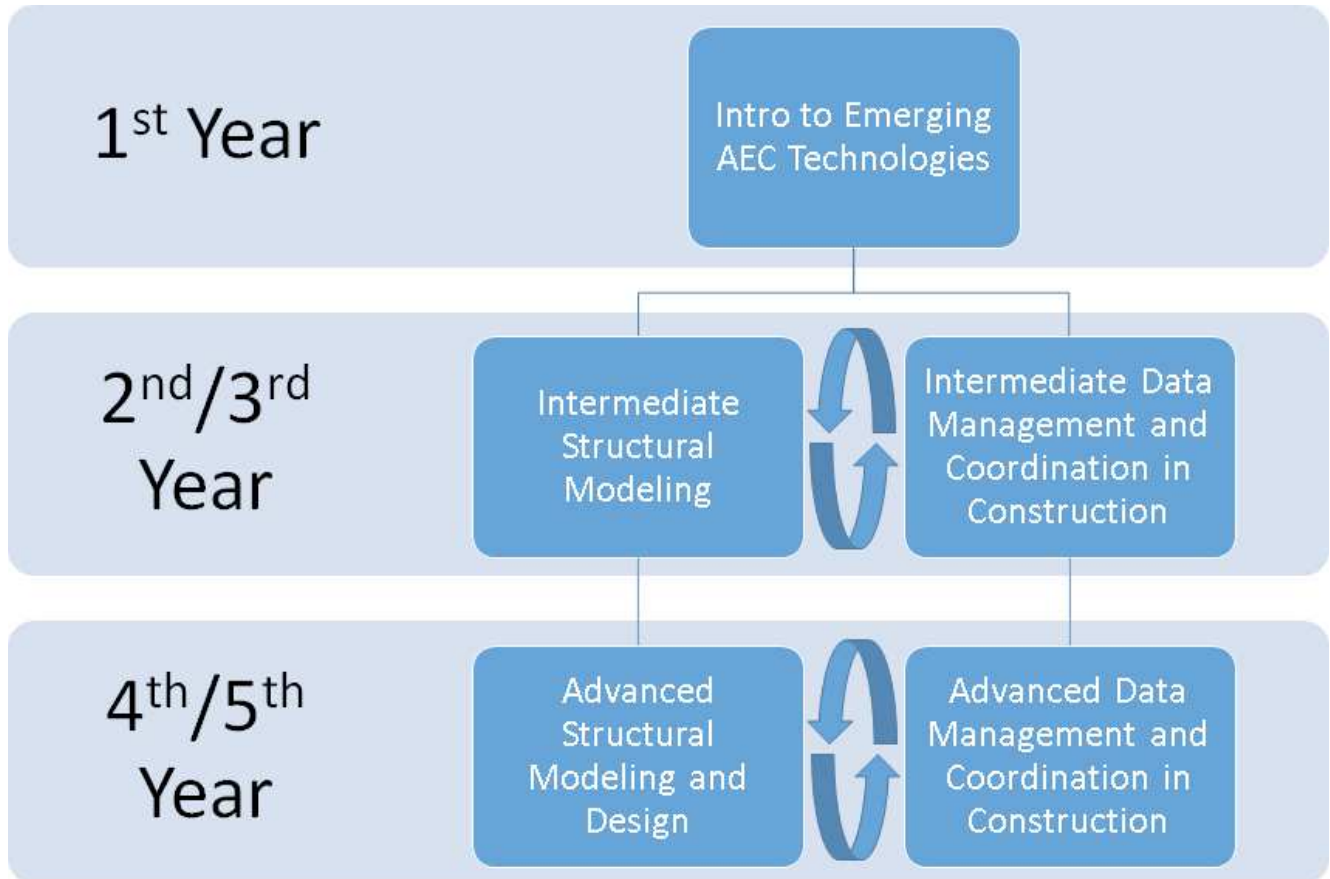 1st Year
Intro to Emerging
AEC Technologies
2nd/3rd
Year
Intermediate
Structural
Modeling
Intermediate Data
Management and
Coordination in
Construction
4th/5th
Year
Advanced
Structural
Modeling and
Design
Advanced Data
Management and
Coordination in
Construction